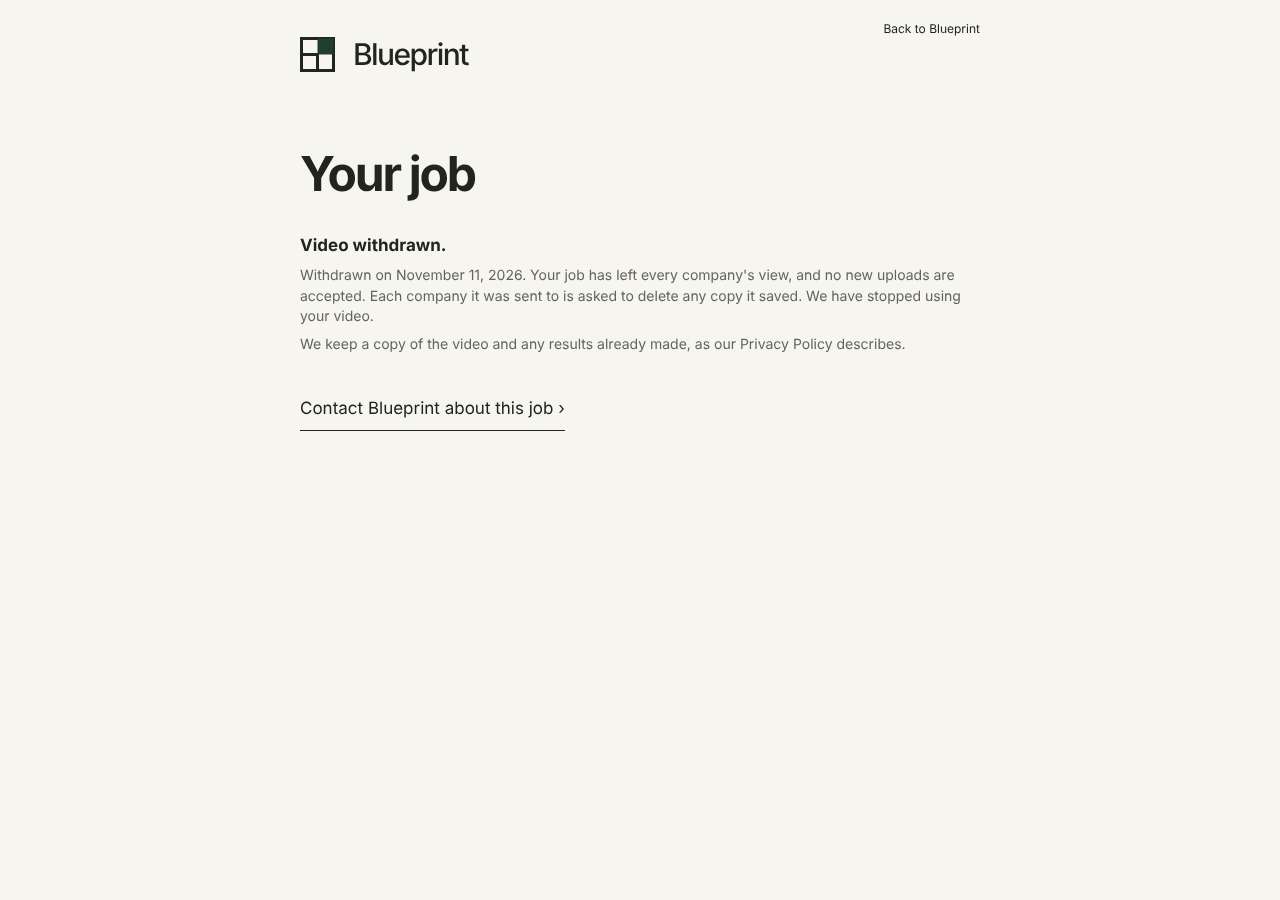 Back to Blueprint
Blueprint
Your job
Video withdrawn.
Withdrawn on November 11, 2026. Your job has left every company's view, and no new uploads are
accepted. Each company it was sent to is asked to delete any copy it saved. We have stopped using
your video.
We keep a copy of the video and any results already made, as our Privacy Policy describes.
Contact Blueprint about this job ›